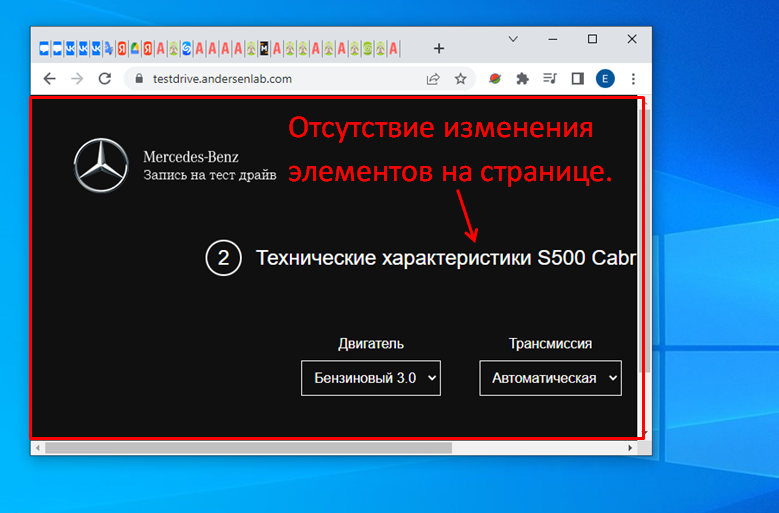 testdrive.andersenlab.com
E
Отсутствие изменения
элементов на странице.
Mercedes-Benz
Запись на тест драйв
2 Технические характеристики S500 Cabr
Двигатель Трансмиссия
Бензиновый 3.0 Автоматическая